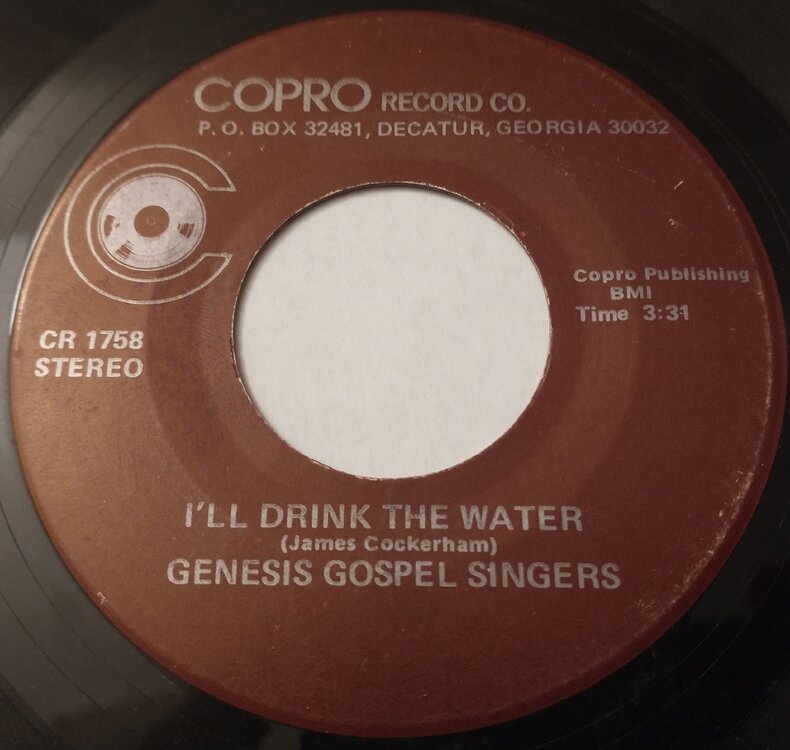 COPRO RECORD CO.
P. O. BOX 32481, DECATUR, GEORGIA 30032
Copro Publishing
BMI
Time 3:31
CR 1758
STEREO
I'LL DRINK THE WATER
(James Cockerham)
GENESIS GOSPEL SINGERS